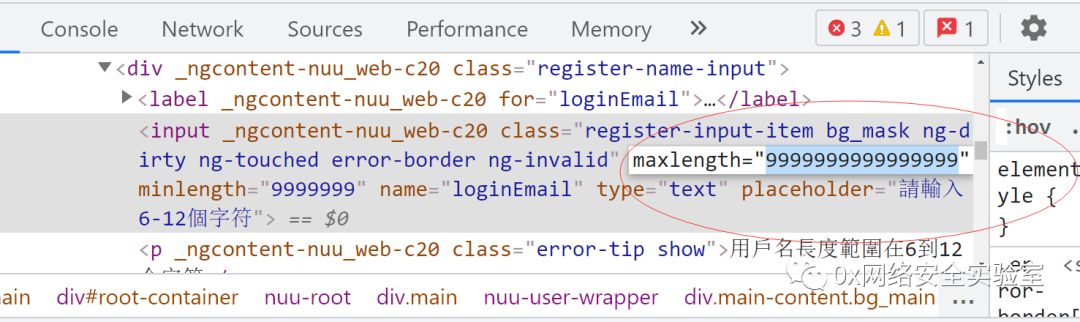 Console Network Sources Performance Memory » 3 1 1
▼<div _ngcontent-nuu_web-c20 class="register-name-input">
Styles
▶<label _ngcontent-nuu_web-c20 for="loginEmail">…</label>
<input _ngcontent-nuu_web-c20 class="register-input-item bg_mask ng-d
:hov .
irty ng-touched error-border ng-invalid" maxlength="9999999999999999"
element
minlength="9999999" name="loginEmail" type="text" placeholder="請輸入
yle {
6-12個字符"> == $0
}
<p _ngcontent-nuu_web-c20 class="error-tip show">用戶名長度範圍在6到12
0x网络安全实验室
main div#root-container nuu-root div.main nuu-user-wrapper div.main-content.bg_main …
ror-